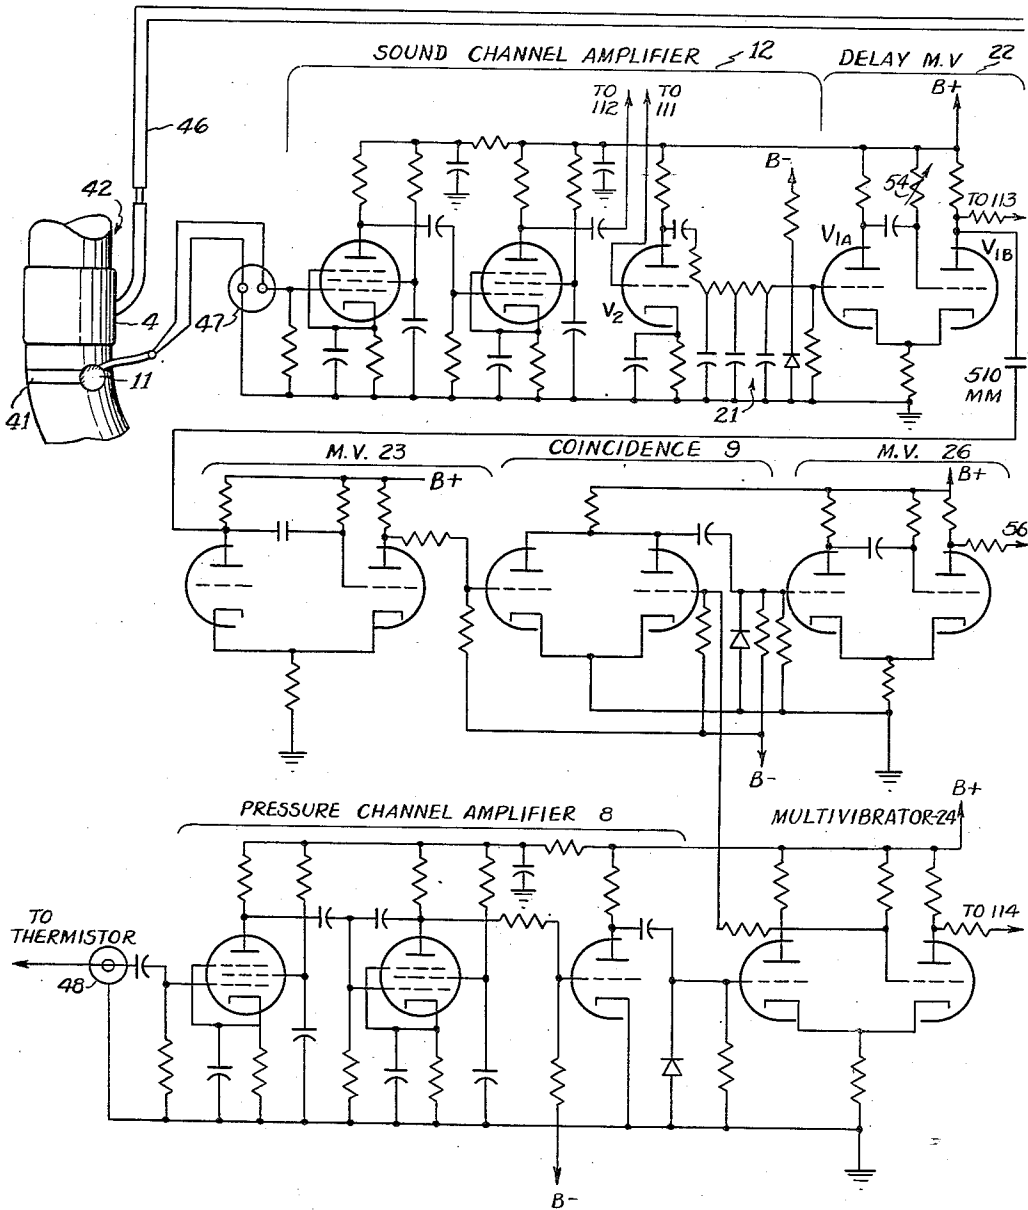 SOUND CHANNEL AMPLIFIER 12
DELAY M.V 22
B+
TO 112
TO 111
46
B-
42
54
TO 113
V1A
V1B
47
4
V2
11
41
21
510 MM
M.V. 23
COINCIDENCE 9
M.V. 26
B+
B+
56
B-
PRESSURE CHANNEL AMPLIFIER 8
MULTIVIBRATOR-24
B+
TO THERMISTOR
48
TO 114
B-